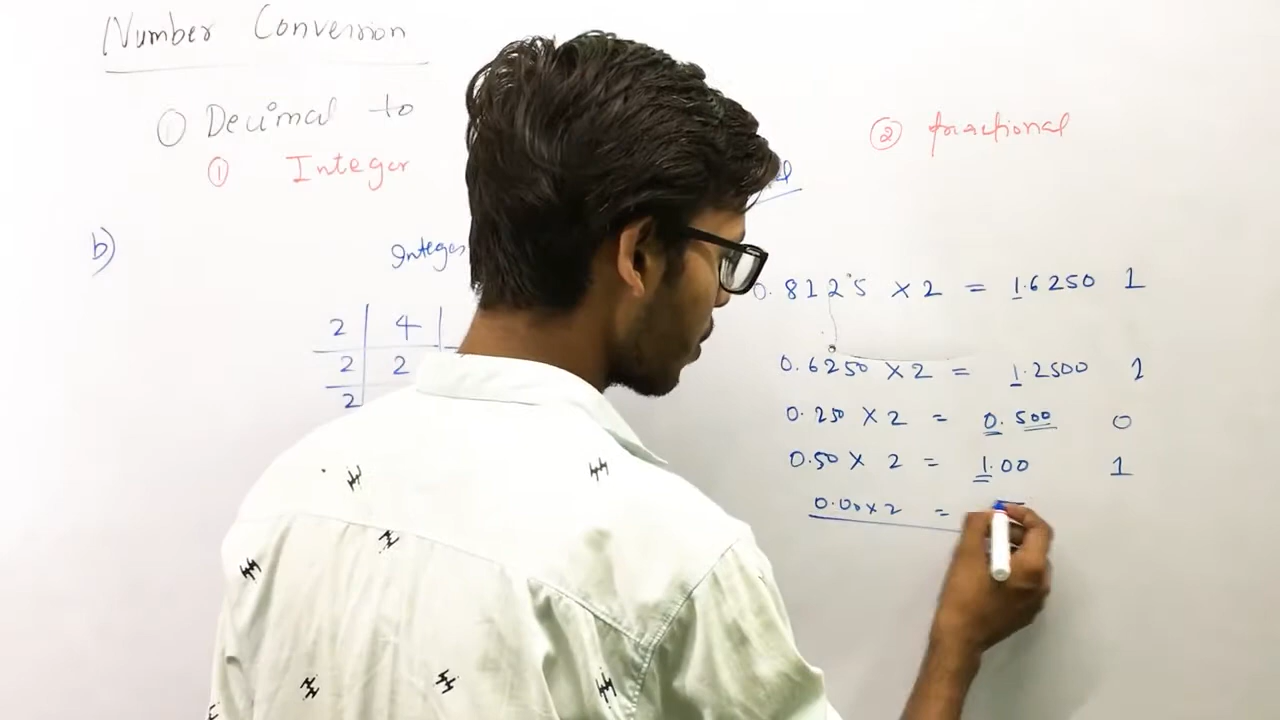 Number Conversion
① Decimal to
① Integer
② fractional
b)
Integer
2 4
2 2
2
0.8125 × 2 = 1.6250 1
0.6250 × 2 = 1.2500 1
0.250 × 2 = 0.500 0
0.50 × 2 = 1.00 1
0.00 × 2 =